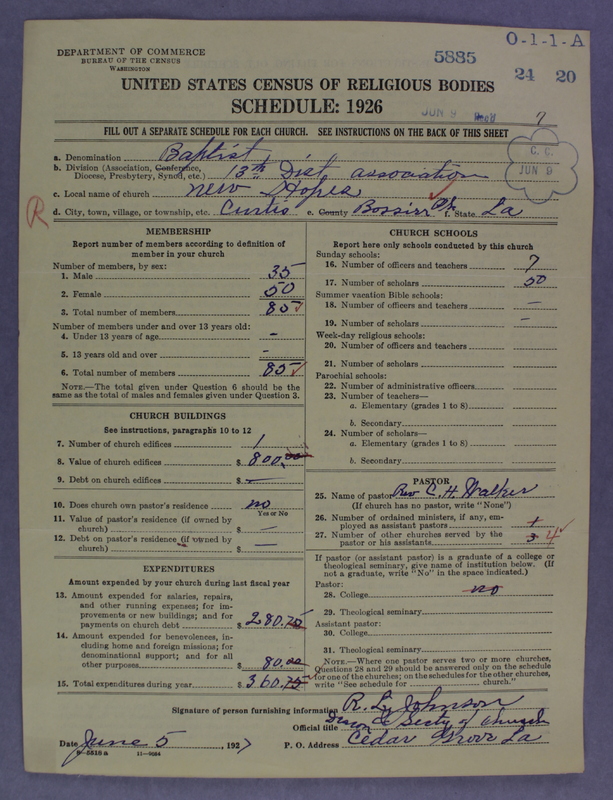 O-1-1-A
DEPARTMENT OF COMMERCE
BUREAU OF THE CENSUS
WASHINGTON
5885
24 20
UNITED STATES CENSUS OF RELIGIOUS BODIES
SCHEDULE: 1926
JUN 9 Rec'd
7
FILL OUT A SEPARATE SCHEDULE FOR EACH CHURCH. SEE INSTRUCTIONS ON THE BACK OF THIS SHEET
C. C.
JUN 9
a. Denomination Baptist
b. Division (Association, Conference, Diocese, Presbytery, Synod, etc.) 13th Dist association
c. Local name of church New Hopes
R d. City, town, village, or township, etc. Curtis e. County Bossier Ph f. State La
MEMBERSHIP
Report number of members according to definition of
member in your church
Number of members, by sex:
1. Male 35
2. Female 50
3. Total number of members 85 ✓
Number of members under and over 13 years old:
4. Under 13 years of age –
5. 13 years old and over –
6. Total number of members 85 ✓
NOTE.—The total given under Question 6 should be the
same as the total of males and females given under Question 3.
CHURCH BUILDINGS
See instructions, paragraphs 10 to 12
7. Number of church edifices 1
8. Value of church edifices $ 800.00
9. Debt on church edifices $ —
10. Does church own pastor's residence no
Yes or No
11. Value of pastor's residence (if owned by
church) $ —
12. Debt on pastor's residence (if owned by
church) $ —
EXPENDITURES
Amount expended by your church during last fiscal year
13. Amount expended for salaries, repairs,
and other running expenses; for im-
provements or new buildings; and for
payments on church debt $ 280.75
14. Amount expended for benevolences, in-
cluding home and foreign missions; for
denominational support; and for all
other purposes $ 80.00
15. Total expenditures during year $ 360.75
CHURCH SCHOOLS
Report here only schools conducted by this church
Sunday schools:
16. Number of officers and teachers 7
17. Number of scholars 50
Summer vacation Bible schools:
18. Number of officers and teachers —
19. Number of scholars –
Week-day religious schools:
20. Number of officers and teachers
21. Number of scholars
Parochial schools:
22. Number of administrative officers
23. Number of teachers—
a. Elementary (grades 1 to 8)
b. Secondary
24. Number of scholars—
a. Elementary (grades 1 to 8)
b. Secondary
PASTOR
25. Name of pastor Rev C. H. Walker
(If church has no pastor, write "None")
26. Number of ordained ministers, if any, em-
ployed as assistant pastors 1
27. Number of other churches served by the
pastor or his assistants 3 4 ✓
If pastor (or assistant pastor) is a graduate of a college or
theological seminary, give name of institution below. (If
not a graduate, write "No" in the space indicated.)
Pastor:
28. College no
29. Theological seminary
Assistant pastor:
30. College
31. Theological seminary
NOTE.—Where one pastor serves two or more churches,
Questions 28 and 29 should be answered only on the schedule
for one of the churches; on the schedules for the other churches,
write "See schedule for church."
Signature of person furnishing information R. L. Johnson
Official title Decon & Secty of Church
Date June 5, 1927 P. O. Address Cedar Grove La
8—5518 a 11—9084